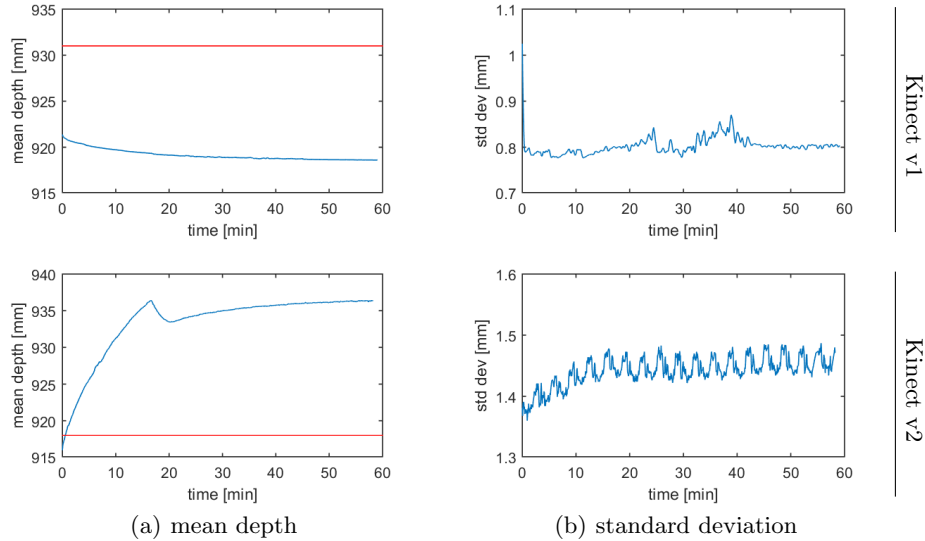 935
930
925
920
915
mean depth [mm]
0 10 20 30 40 50 60
time [min]
1.1
1
0.9
0.8
0.7
std dev [mm]
0 10 20 30 40 50 60
time [min]
Kinect v1
940
935
930
925
920
915
mean depth [mm]
0 10 20 30 40 50 60
time [min]
(a) mean depth
1.6
1.5
1.4
1.3
std dev [mm]
0 10 20 30 40 50 60
time [min]
(b) standard deviation
Kinect v2